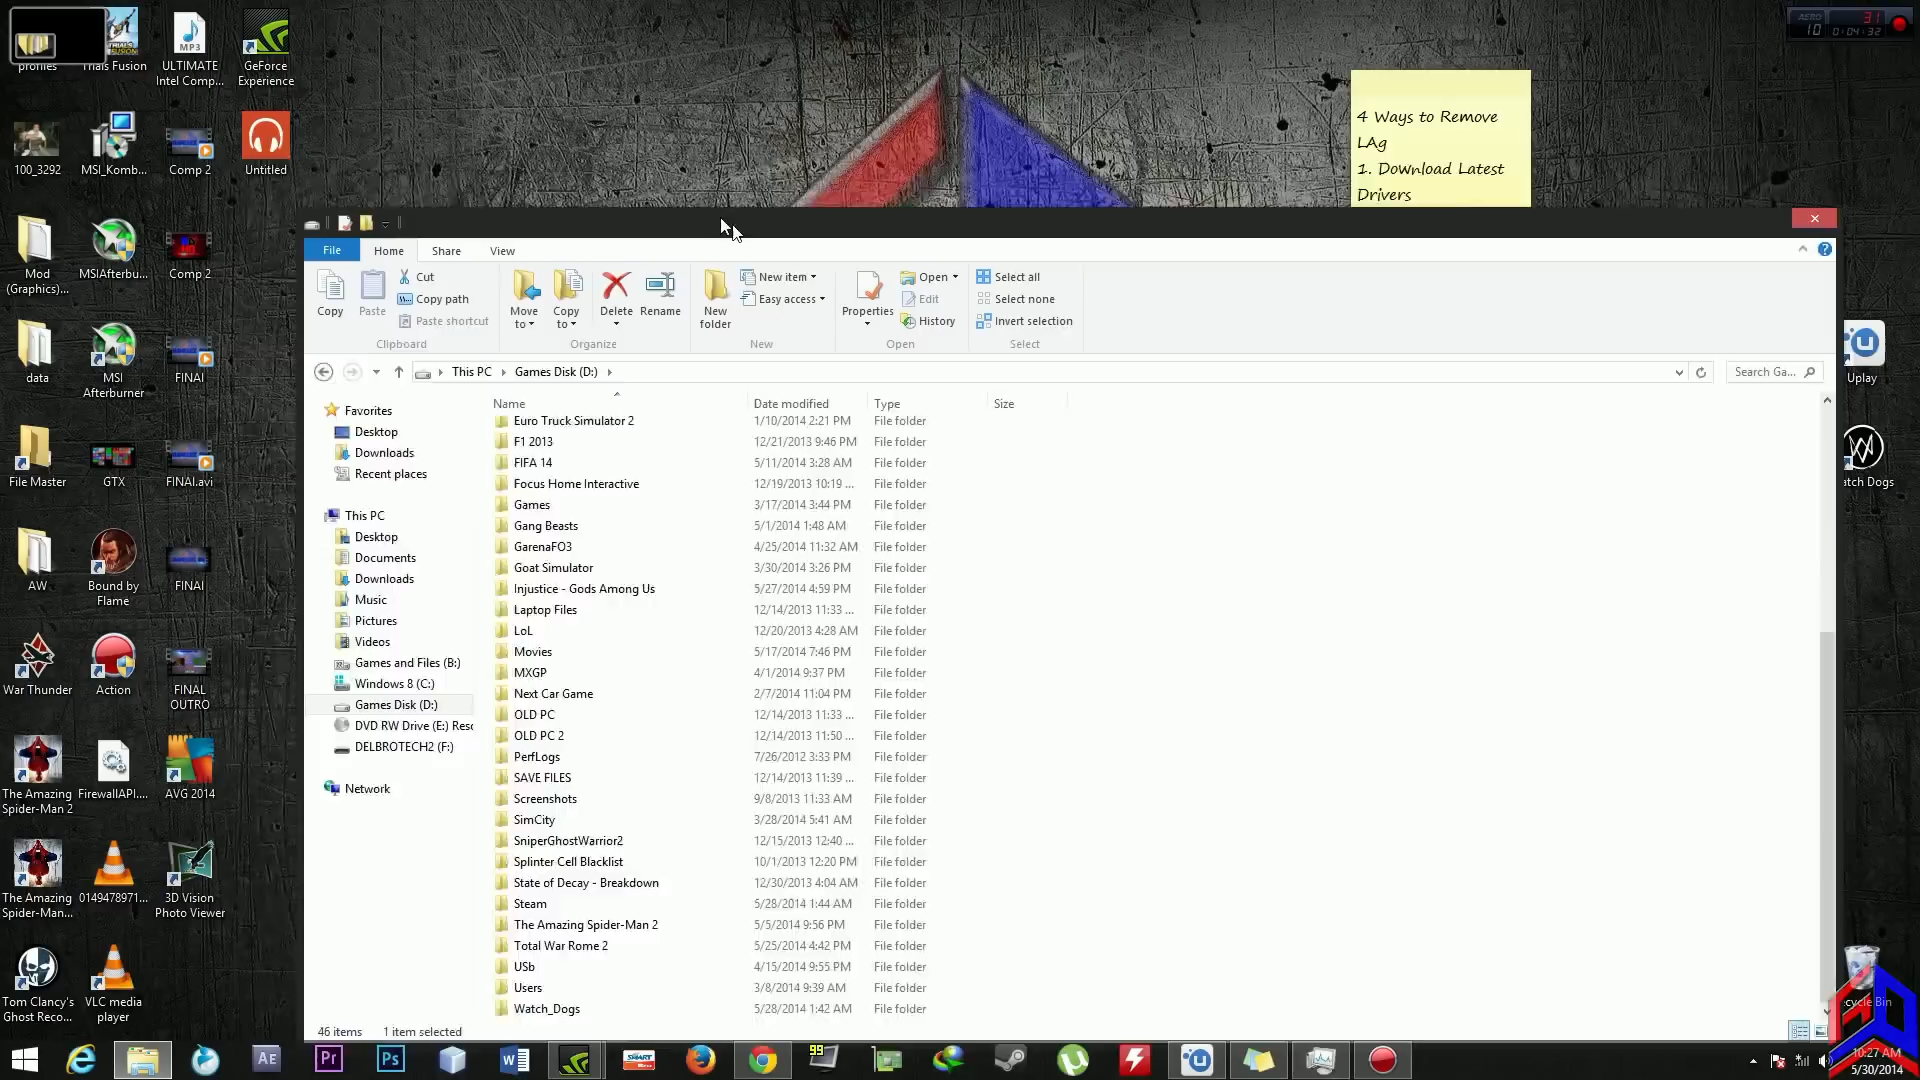 profiles
Trials Fusion
ULTIMATE Intel Comp...
GeForce Experience
100_3292
MSI_Komb...
Comp 2
Untitled
Mod (Graphics)...
MSIAfterbu...
Comp 2
data
MSI Afterburner
FINAl
File Master
GTX
FINAl.avi
AW
Bound by Flame
FINAl
War Thunder
Action
FINAL OUTRO
The Amazing Spider-Man 2
FirewallAPI....
AVG 2014
The Amazing Spider-Man...
0149478971...
3D Vision Photo Viewer
Tom Clancy's Ghost Reco...
VLC media player
31
10 0:04:32
4 Ways to Remove
LAg
1. Download Latest
Drivers
File Home Share View
Copy
Paste
Cut
Copy path
Paste shortcut
Clipboard
Move to
Copy to
Delete
Rename
Organize
New folder
New item
Easy access
New
Properties
Open
Edit
History
Open
Select all
Select none
Invert selection
Select
This PC Games Disk (D:)
Search Ga...
Favorites
Desktop
Downloads
Recent places
This PC
Desktop
Documents
Downloads
Music
Pictures
Videos
Games and Files (B:)
Windows 8 (C:)
Games Disk (D:)
DVD RW Drive (E:) Resc
DELBROTECH2 (F:)
Network
Name Date modified Type Size
Euro Truck Simulator 2 1/10/2014 2:21 PM File folder
F1 2013 12/21/2013 9:46 PM File folder
FIFA 14 5/11/2014 3:28 AM File folder
Focus Home Interactive 12/19/2013 10:19 ... File folder
Games 3/17/2014 3:44 PM File folder
Gang Beasts 5/1/2014 1:48 AM File folder
GarenaFO3 4/25/2014 11:32 AM File folder
Goat Simulator 3/30/2014 3:26 PM File folder
Injustice - Gods Among Us 5/27/2014 4:59 PM File folder
Laptop Files 12/14/2013 11:33 ... File folder
LoL 12/20/2013 4:28 AM File folder
Movies 5/17/2014 7:46 PM File folder
MXGP 4/1/2014 9:37 PM File folder
Next Car Game 2/7/2014 11:04 PM File folder
OLD PC 12/14/2013 11:33 ... File folder
OLD PC 2 12/14/2013 11:50 ... File folder
PerfLogs 7/26/2012 3:33 PM File folder
SAVE FILES 12/14/2013 11:39 ... File folder
Screenshots 9/8/2013 11:33 AM File folder
SimCity 3/28/2014 5:41 AM File folder
SniperGhostWarrior2 12/15/2013 12:40 ... File folder
Splinter Cell Blacklist 10/1/2013 12:20 PM File folder
State of Decay - Breakdown 12/30/2013 4:04 AM File folder
Steam 5/28/2014 1:44 AM File folder
The Amazing Spider-Man 2 5/5/2014 9:56 PM File folder
Total War Rome 2 5/25/2014 4:42 PM File folder
USb 4/15/2014 9:55 PM File folder
Users 3/8/2014 9:39 AM File folder
Watch_Dogs 5/28/2014 1:42 AM File folder
46 items 1 item selected
Uplay
atch Dogs
ecycle Bin
10:27 AM
5/30/2014